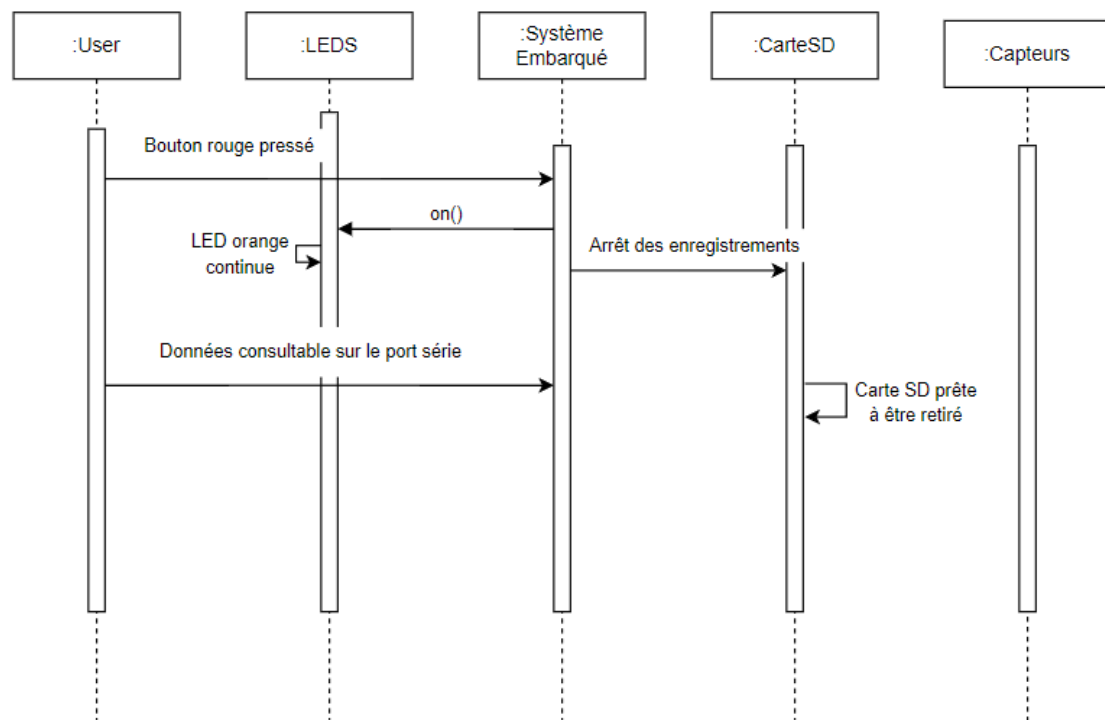 :User
:LEDS
:Système
Embarqué
:CarteSD
:Capteurs
Bouton rouge pressé
on()
LED orange
continue
Arrêt des enregistrements
Données consultable sur le port série
Carte SD prête
à être retiré